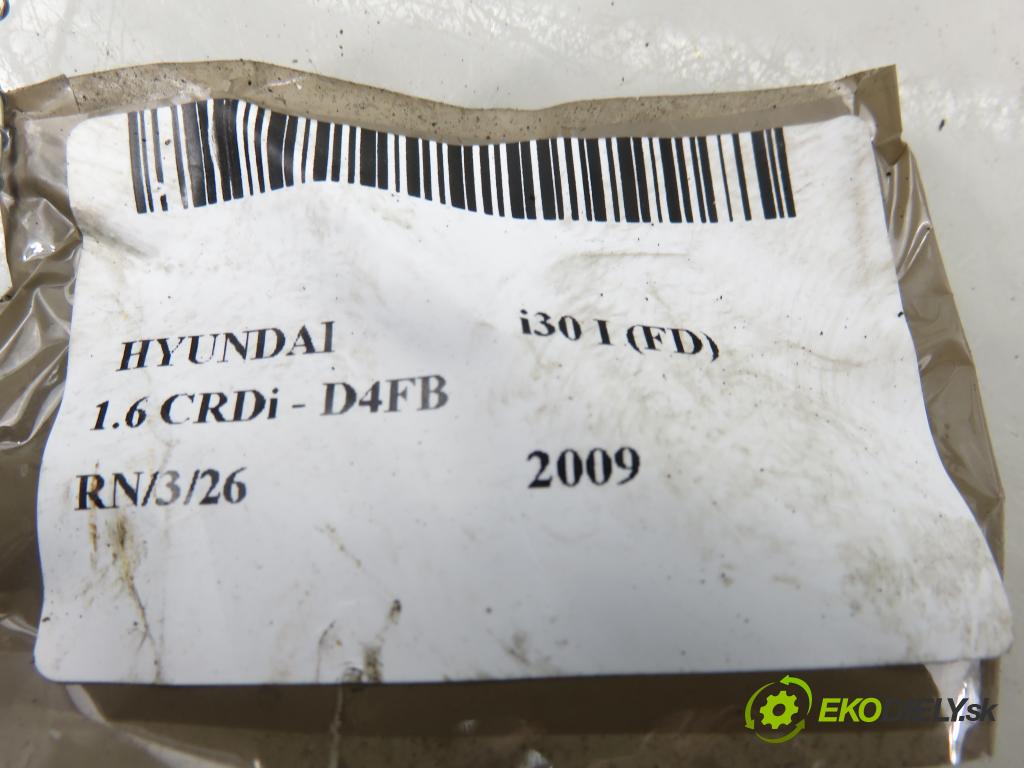 HYUNDAI i30 I (FD)
1.6 CRDi - D4FB
RN/3/26 2009
EKODIELY.sk